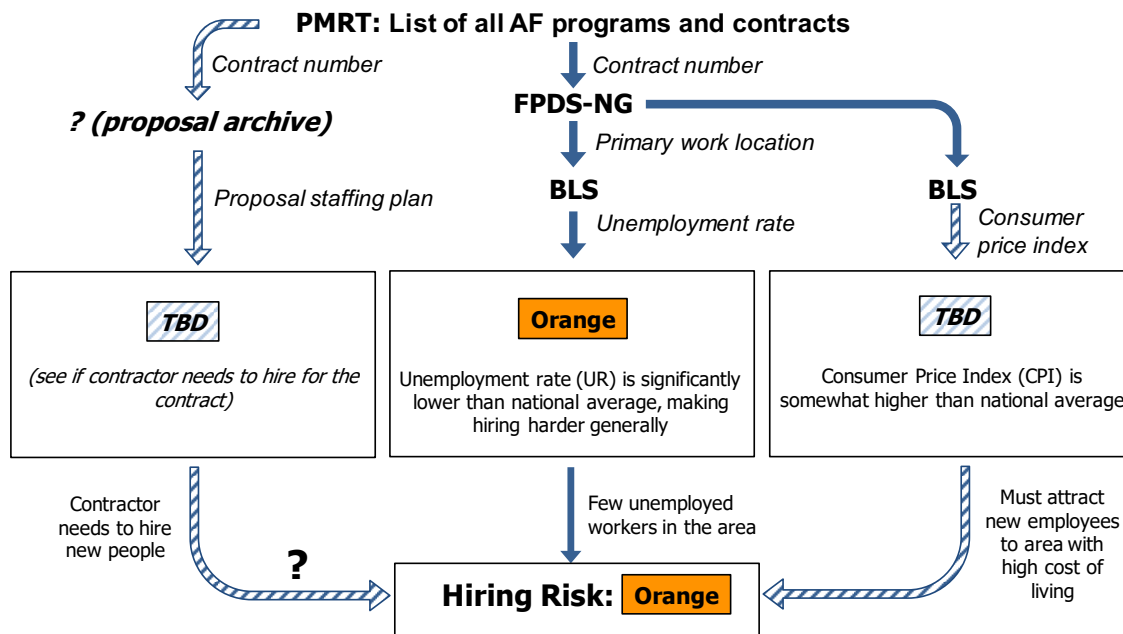 PMRT: List of all AF programs and contracts
Contract number
Contract number
? (proposal archive)
FPDS-NG
Primary work location
Proposal staffing plan
BLS
BLS
Unemployment rate
Consumer
price index
TBD
(see if contractor needs to hire for the
contract)
Orange
Unemployment rate (UR) is significantly
lower than national average, making
hiring harder generally
TBD
Consumer Price Index (CPI) is
somewhat higher than national average
Contractor
needs to hire
new people
?
Few unemployed
workers in the area
Must attract
new employees
to area with
high cost of
living
Hiring Risk: Orange